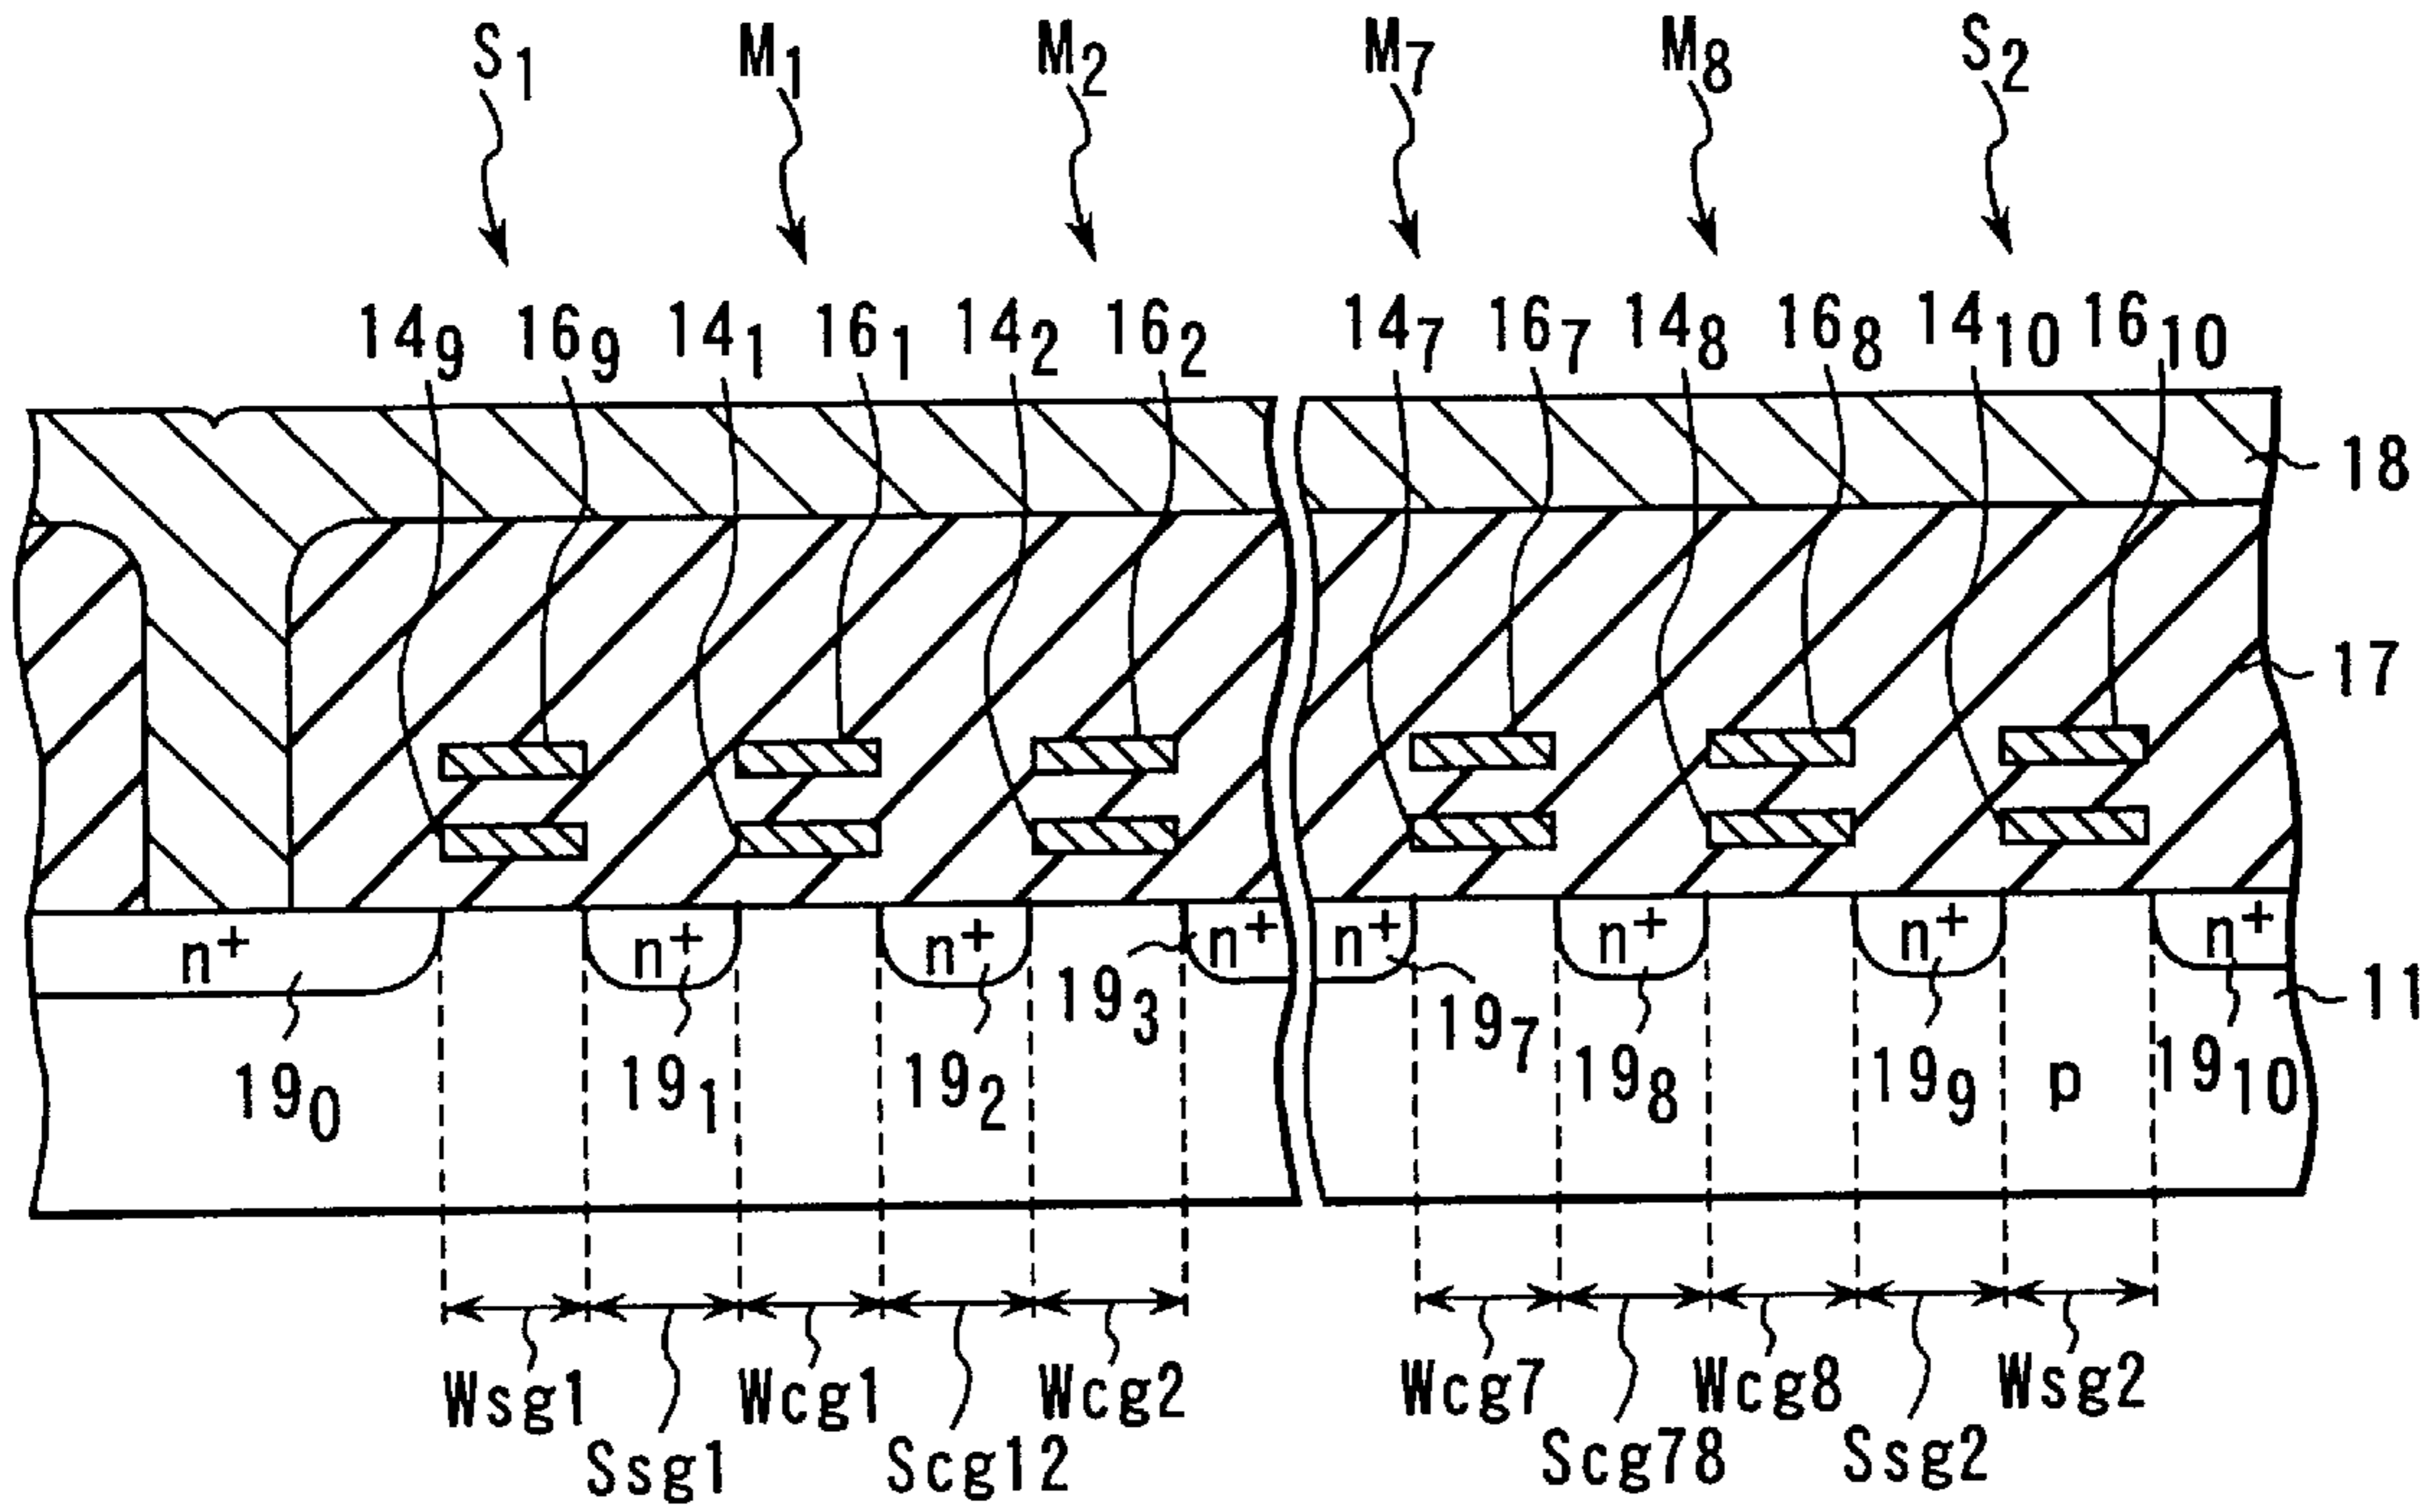 S1 M1 M2 M7 M8 S2
149 169 141 161 142 162 147 167 148 168 1410 1610
18
17
n+ n+ n+ n+ n+ n+ n+ n+
190 191 192 193 197 198 199 p 1910 11
Wsg1 Wcg1 Wcg2 Wcg7 Wcg8 Wsg2
Ssg1 Scg12 Scg78 Ssg2